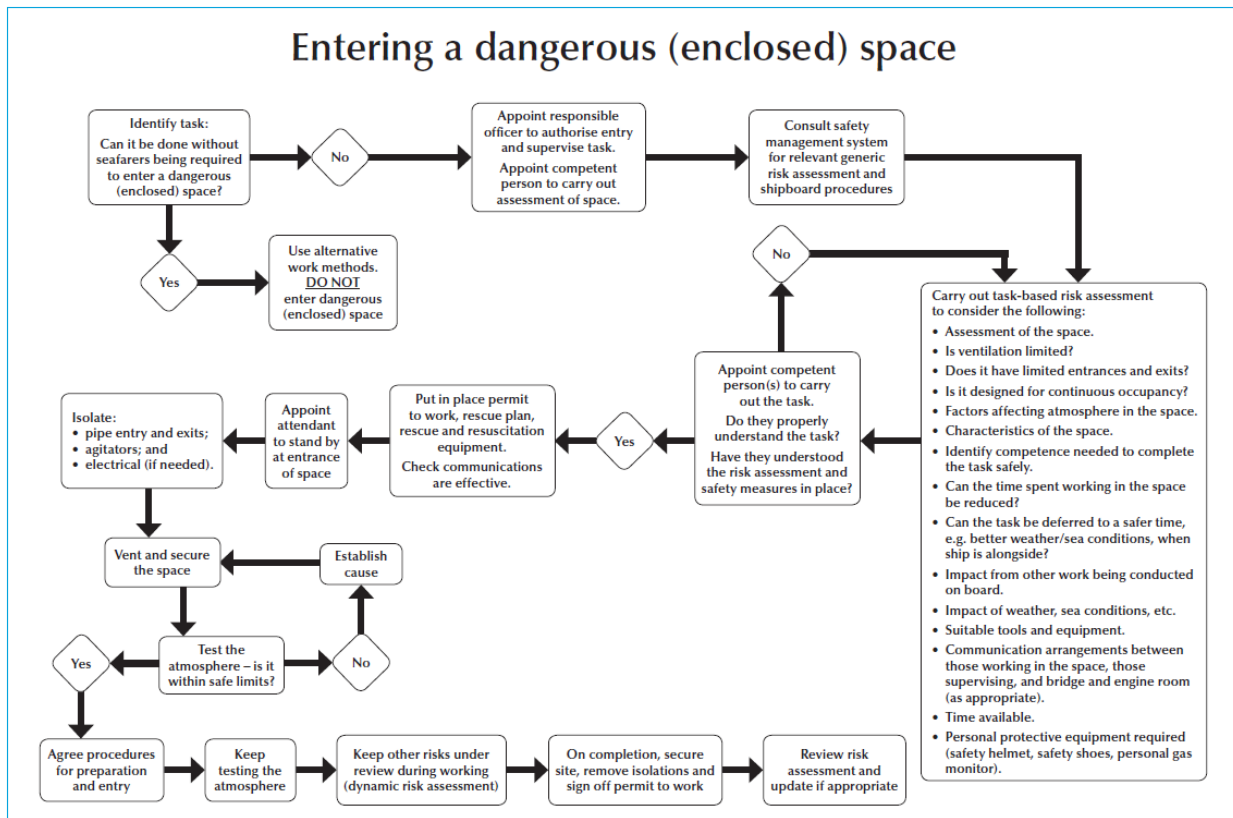 Entering a dangerous (enclosed) space
Identify task:
Can it be done without
seafarers being required
to enter a dangerous
(enclosed) space?
No
Appoint responsible
officer to authorise entry
and supervise task.
Appoint competent
person to carry out
assessment of space.
Consult safety
management system
for relevant generic
risk assessment and
shipboard procedures
Yes
Use alternative
work methods.
DO NOT
enter dangerous
(enclosed) space
No
Carry out task-based risk assessment
to consider the following:
• Assessment of the space.
• Is ventilation limited?
• Does it have limited entrances and exits?
• Is it designed for continuous occupancy?
• Factors affecting atmosphere in the space.
• Characteristics of the space.
• Identify competence needed to complete
the task safely.
• Can the time spent working in the space
be reduced?
• Can the task be deferred to a safer time,
e.g. better weather/sea conditions, when
ship is alongside?
• Impact from other work being conducted
on board.
• Impact of weather, sea conditions, etc.
• Suitable tools and equipment.
• Communication arrangements between
those working in the space, those
supervising, and bridge and engine room
(as appropriate).
• Time available.
• Personal protective equipment required
(safety helmet, safety shoes, personal gas
monitor).
Appoint competent
person(s) to carry
out the task.
Do they properly
understand the task?
Have they understood
the risk assessment and
safety measures in place?
Yes
Put in place permit
to work, rescue plan,
rescue and resuscitation
equipment.
Check communications
are effective.
Appoint
attendant
to stand by
at entrance
of space
Isolate:
• pipe entry and exits;
• agitators; and
• electrical (if needed).
Vent and secure
the space
Establish
cause
Test the
atmosphere – is it
within safe limits?
No
Yes
Agree procedures
for preparation
and entry
Keep
testing the
atmosphere
Keep other risks under
review during working
(dynamic risk assessment)
On completion, secure
site, remove isolations and
sign off permit to work
Review risk
assessment and
update if appropriate